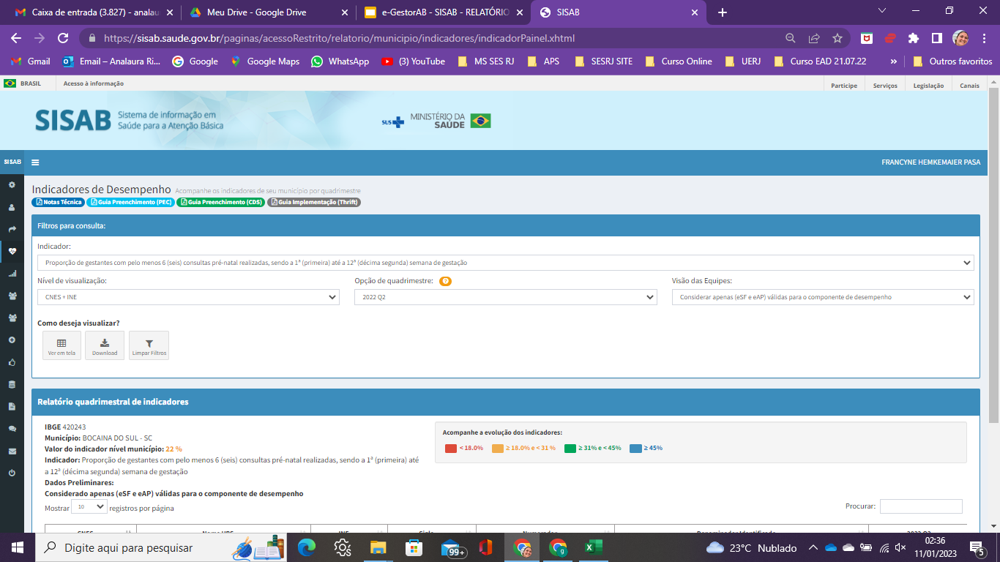 Caixa de entrada (3.827) - analau
Meu Drive - Google Drive
e-GestorAB - SISAB - RELATÓRIO
SISAB
https://sisab.saude.gov.br/paginas/acessoRestrito/relatorio/municipio/indicadores/indicadorPainel.xhtml
Gmail
Email – Analaura Ri...
Google
Google Maps
WhatsApp
(3) YouTube
MS SES RJ
APS
SESRJ SITE
Curso Online
UERJ
Curso EAD 21.07.22
»
Outros favoritos
BRASIL
Acesso à informação
Participe
Serviços
Legislação
Canais
SISAB Sistema de informação em
Saúde para a Atenção Básica
SUS
MINISTÉRIO DA
SAÚDE
SISAB
FRANCYNE HEMKEMAIER PASA
Indicadores de Desempenho Acompanhe os indicadores de seu município por quadrimestre
Notas Técnica
Guia Preenchimento (PEC)
Guia Preenchimento (CDS)
Guia Implementação (Thrift)
Filtros para consulta:
Indicador:
Proporção de gestantes com pelo menos 6 (seis) consultas pré-natal realizadas, sendo a 1ª (primeira) até a 12ª (décima segunda) semana de gestação
Nível de visualização:
Opção de quadrimestre:
Visão das Equipes:
CNES + INE
2022 Q2
Considerar apenas (eSF e eAP) válidas para o componente de desempenho
Como deseja visualizar?
Ver em tela
Download
Limpar Filtros
Relatório quadrimestral de indicadores
IBGE 420243
Município: BOCAINA DO SUL - SC
Valor do indicador nível município: 22 %
Indicador: Proporção de gestantes com pelo menos 6 (seis) consultas pré-natal realizadas, sendo a 1ª (primeira) até
a 12ª (décima segunda) semana de gestação
Dados Preliminares:
Considerado apenas (eSF e eAP) válidas para o componente de desempenho
Acompanhe a evolução dos indicadores:
< 18.0%
≥ 18.0% e < 31 %
≥ 31% e < 45%
≥ 45%
Mostrar 10 registros por página
Procurar:
CNES
Nome UBS
INE
Sigla
Numerador
Denominador Identificado
2022 Q2
Digite aqui para pesquisar
99+
g
23°C Nublado
02:36
11/01/2023
5